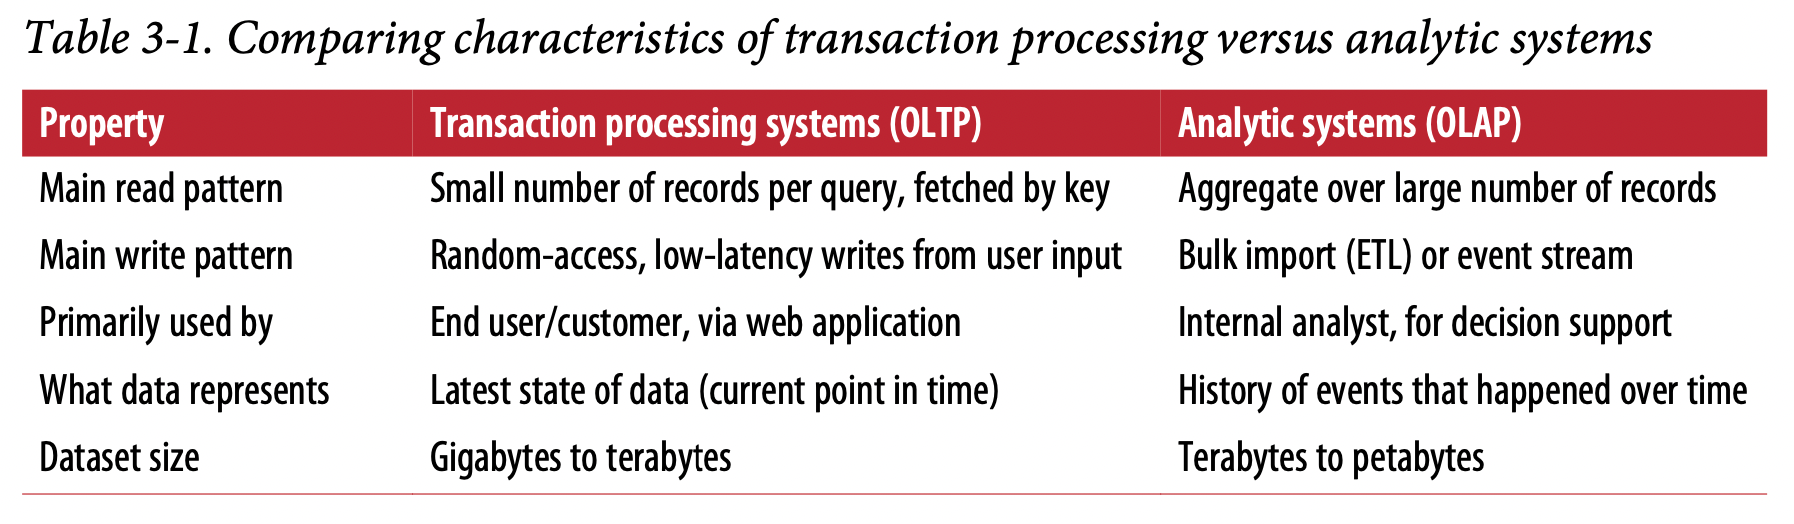 Table 3-1. Comparing characteristics of transaction processing versus analytic systems
Property Transaction processing systems (OLTP) Analytic systems (OLAP)
Main read pattern Small number of records per query, fetched by key Aggregate over large number of records
Main write pattern Random-access, low-latency writes from user input Bulk import (ETL) or event stream
Primarily used by End user/customer, via web application Internal analyst, for decision support
What data represents Latest state of data (current point in time) History of events that happened over time
Dataset size Gigabytes to terabytes Terabytes to petabytes